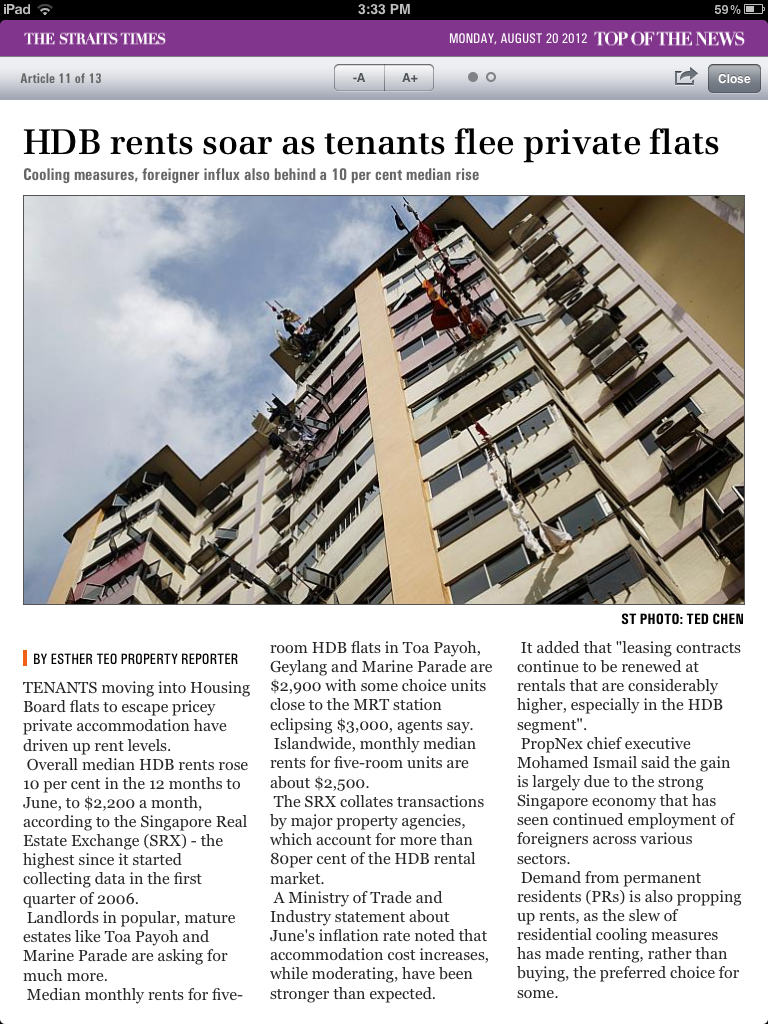 iPad 3:33 PM 59%
THE STRAITS TIMES MONDAY, AUGUST 20 2012 TOP OF THE NEWS
Article 11 of 13 -A A+ Close
HDB rents soar as tenants flee private flats
Cooling measures, foreigner influx also behind a 10 per cent median rise
ST PHOTO: TED CHEN
BY ESTHER TEO PROPERTY REPORTER
TENANTS moving into Housing
Board flats to escape pricey
private accommodation have
driven up rent levels.
Overall median HDB rents rose
10 per cent in the 12 months to
June, to $2,200 a month,
according to the Singapore Real
Estate Exchange (SRX) - the
highest since it started
collecting data in the first
quarter of 2006.
Landlords in popular, mature
estates like Toa Payoh and
Marine Parade are asking for
much more.
Median monthly rents for five-
room HDB flats in Toa Payoh,
Geylang and Marine Parade are
$2,900 with some choice units
close to the MRT station
eclipsing $3,000, agents say.
Islandwide, monthly median
rents for five-room units are
about $2,500.
The SRX collates transactions
by major property agencies,
which account for more than
80per cent of the HDB rental
market.
A Ministry of Trade and
Industry statement about
June's inflation rate noted that
accommodation cost increases,
while moderating, have been
stronger than expected.
It added that "leasing contracts
continue to be renewed at
rentals that are considerably
higher, especially in the HDB
segment".
PropNex chief executive
Mohamed Ismail said the gain
is largely due to the strong
Singapore economy that has
seen continued employment of
foreigners across various
sectors.
Demand from permanent
residents (PRs) is also propping
up rents, as the slew of
residential cooling measures
has made renting, rather than
buying, the preferred choice for
some.